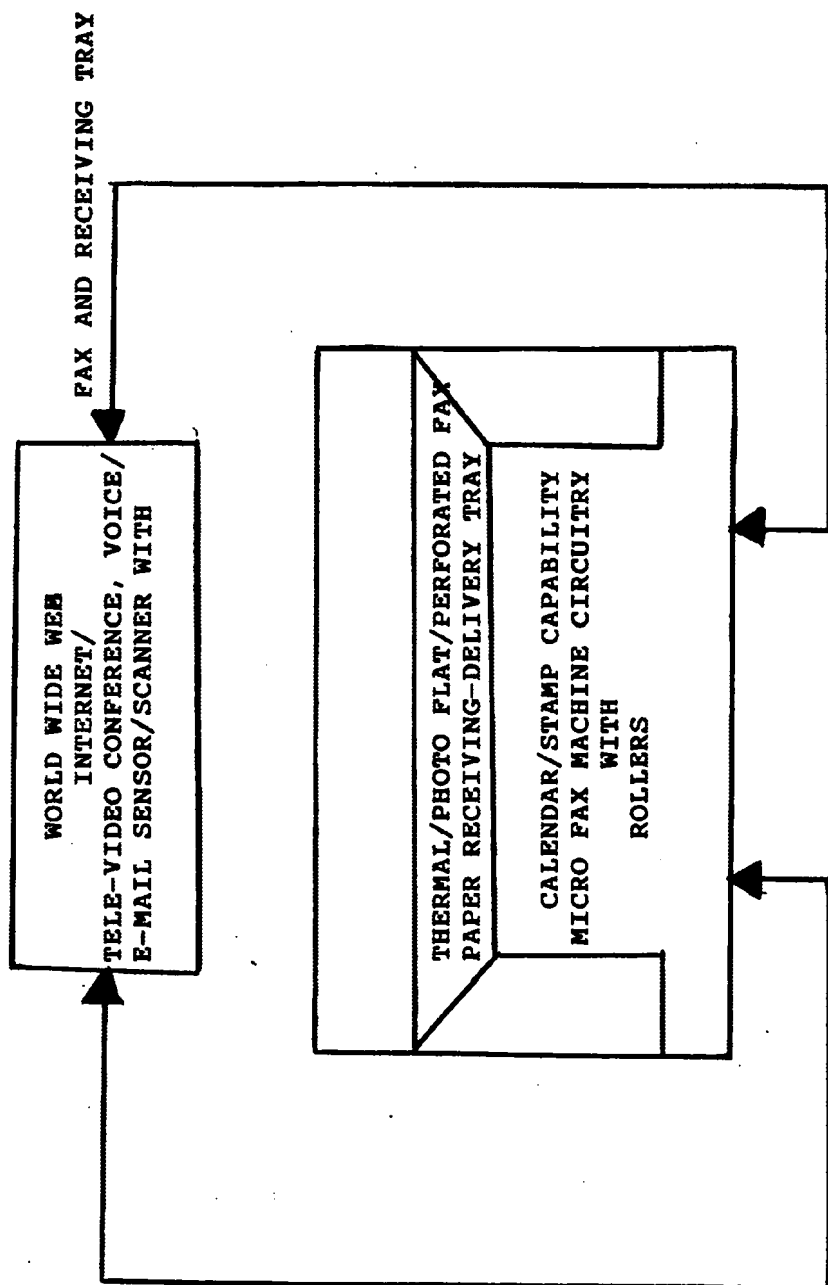 WORLD WIDE WEB
INTERNET/
TELE-VIDEO CONFERENCE, VOICE/
E-MAIL SENSOR/SCANNER WITH
FAX AND RECEIVING TRAY
THERMAL/PHOTO FLAT/PERFORATED FAX
PAPER RECEIVING-DELIVERY TRAY
CALENDAR/STAMP CAPABILITY
MICRO FAX MACHINE CIRCUITRY
WITH
ROLLERS